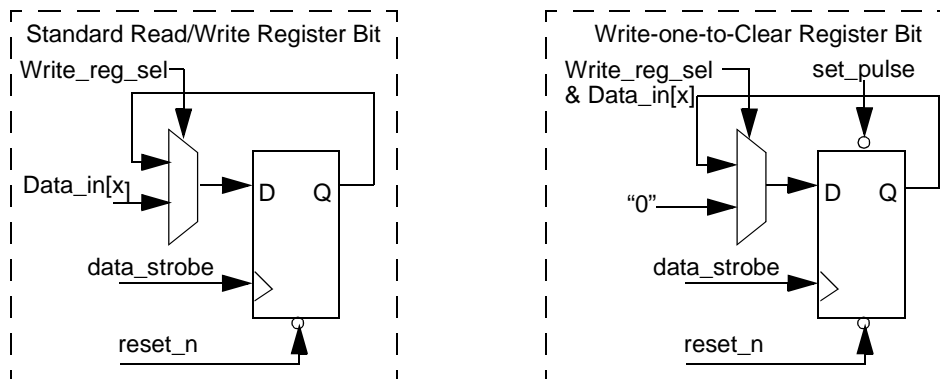 Standard Read/Write Register Bit
Write_reg_sel
Data_in[x]
D
Q
data_strobe
reset_n
Write-one-to-Clear Register Bit
Write_reg_sel
& Data_in[x]
set_pulse
“0”
D
Q
data_strobe
reset_n